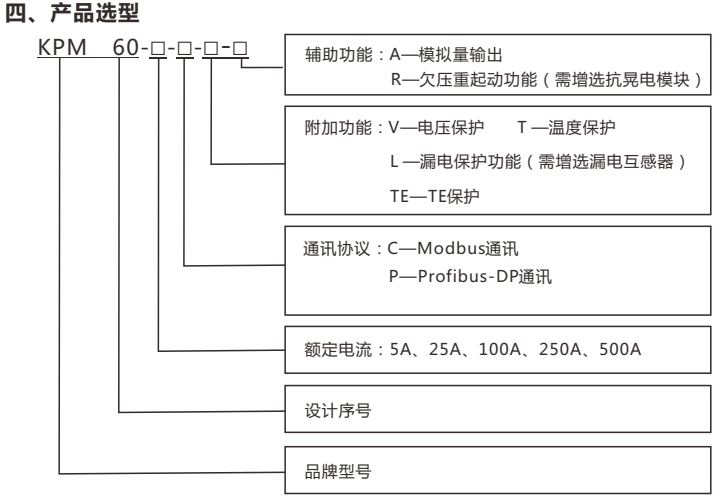 四、产品选型
KPM 60-□-□-□-□
辅助功能：A—模拟量输出
R—欠压重起动功能（需增选抗晃电模块）
附加功能：V—电压保护 T—温度保护
L—漏电保护功能（需增选漏电互感器）
TE—TE保护
通讯协议：C—Modbus通讯
P—Profibus-DP通讯
额定电流：5A、25A、100A、250A、500A
设计序号
品牌型号